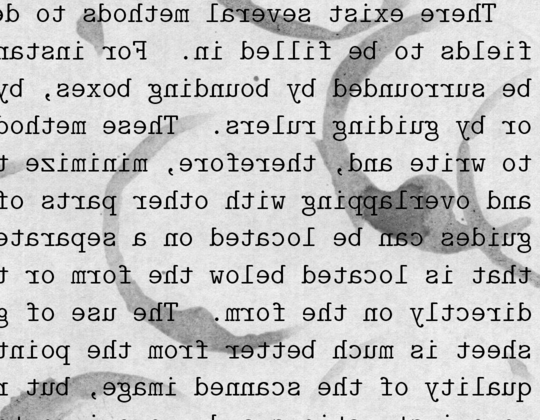 There exist several methods to de
fields to be filled in. For instan
be surrounded by bounding boxes, by
or by guiding rulers. These method
to write and, therefore, minimize t
and overlapping with other parts of
guides can be located on a separate
that is located below the form or t
directly on the form. The use of g
sheet is much better from the point
quality of the scanned image, but r